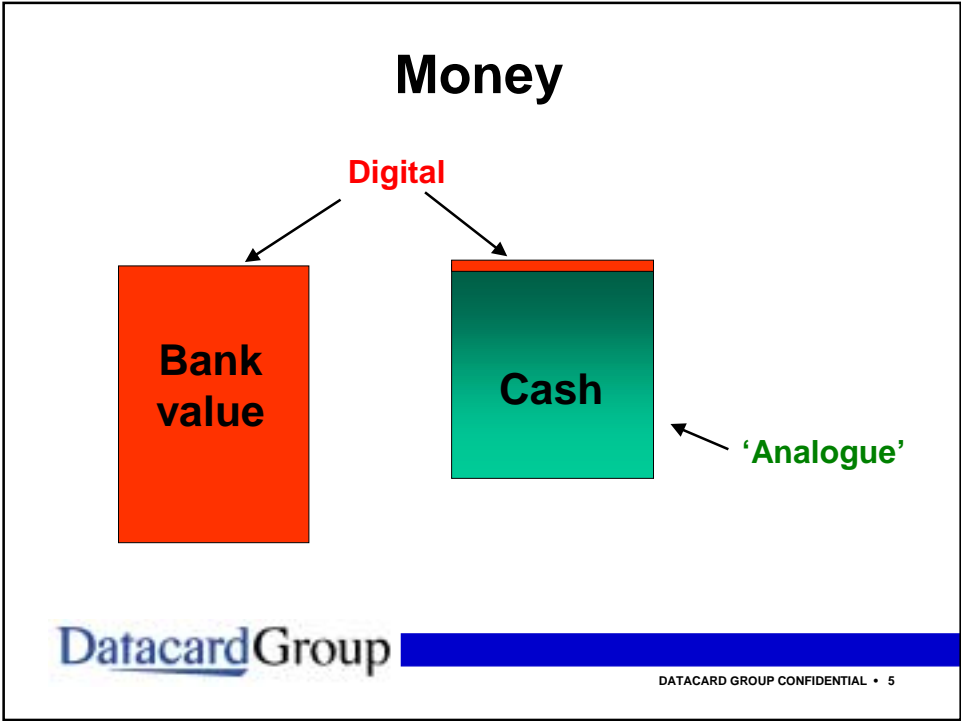 Money
Digital
Bank
value
Cash
‘Analogue’
DatacardGroup
DATACARD GROUP CONFIDENTIAL • 5